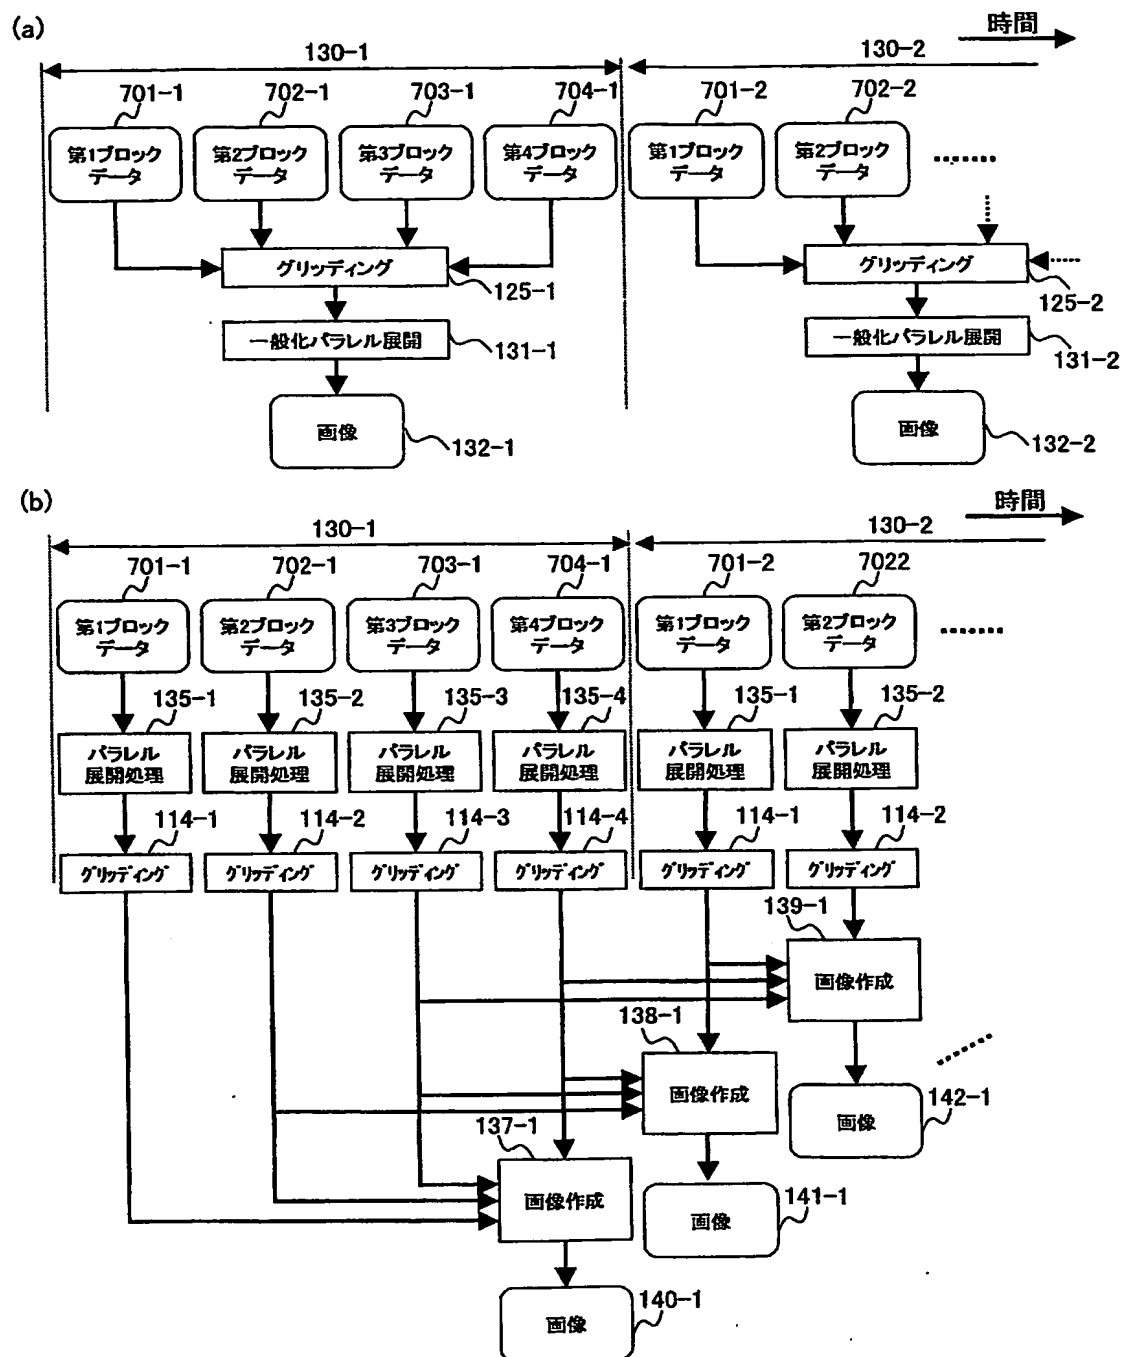 (a)
時間
130-1
130-2
701-1
702-1
703-1
704-1
701-2
702-2
第1ブロック
データ
第2ブロック
データ
第3ブロック
データ
第4ブロック
データ
第1ブロック
データ
第2ブロック
データ
グリッディング
125-1
グリッディング
125-2
一般化パラレル展開
131-1
一般化パラレル展開
131-2
画像
132-1
画像
132-2
(b)
時間
130-1
130-2
701-1
702-1
703-1
704-1
701-2
7022
第1ブロック
データ
第2ブロック
データ
第3ブロック
データ
第4ブロック
データ
第1ブロック
データ
第2ブロック
データ
135-1
135-2
135-3
135-4
135-1
135-2
パラレル
展開処理
パラレル
展開処理
パラレル
展開処理
パラレル
展開処理
パラレル
展開処理
パラレル
展開処理
114-1
114-2
114-3
114-4
114-1
114-2
グリッディング
グリッディング
グリッディング
グリッディング
グリッディング
グリッディング
139-1
画像作成
138-1
画像作成
142-1
画像
137-1
画像作成
141-1
画像
140-1
画像